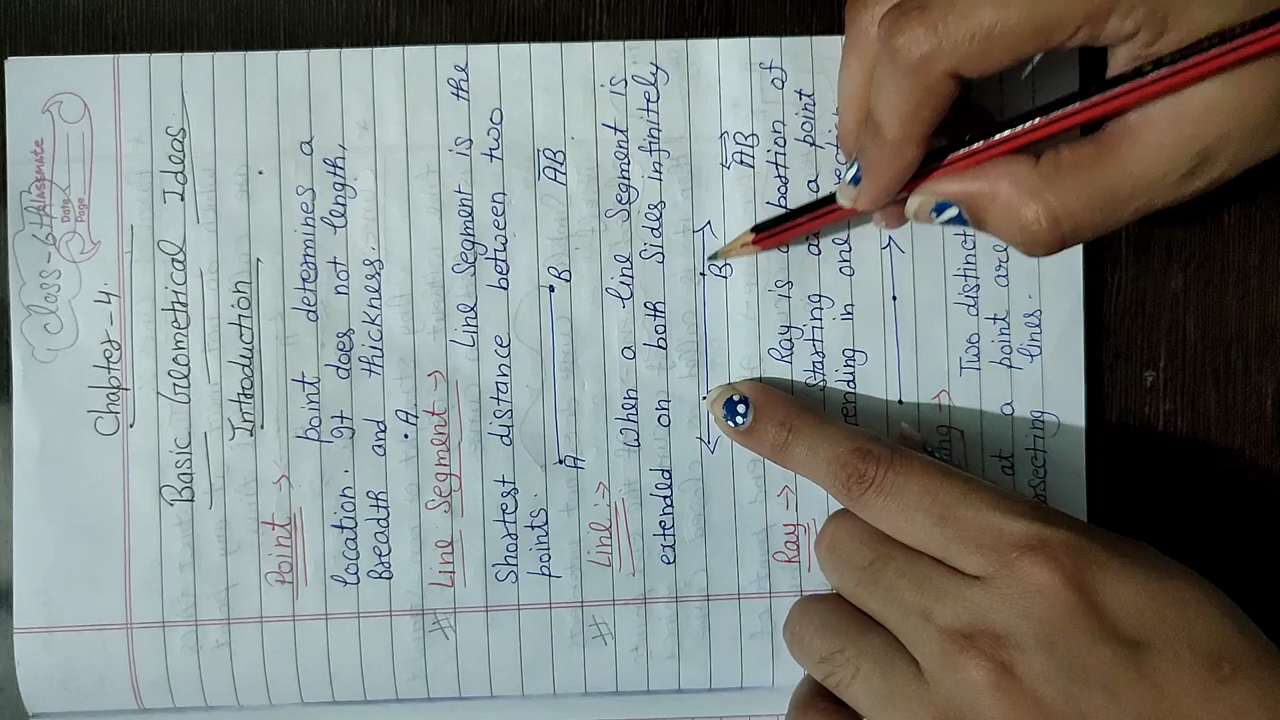 Class-6th
classmate
Date
Page
Chapter-4.
Basic Geometrical Ideas
Introduction
Point → point determines a
location. It does not length,
Breadth and thickness.
. A
# Line Segment → Line Segment is the
Shortest distance between two
points.
A B AB
# Line :→ When a line Segment is
extended on both Sides infinitely
B AB
Ray → Ray is a portion of
Starting a point
ending in one
Two distinct
at a point are
lines.